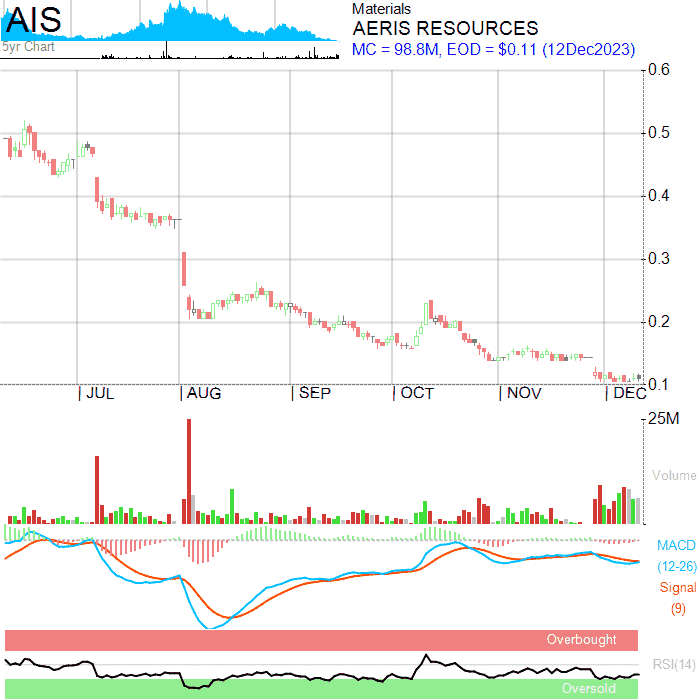 AIS
5yr Chart
Materials
AERIS RESOURCES
MC = 98.8M, EOD = $0.11 (12Dec2023)
0.6
0.5
0.4
0.3
0.2
0.1
JUL AUG SEP OCT NOV DEC
25M
Volume
MACD
(12-26)
Signal
(9)
Overbought
RSI(14)
Oversold